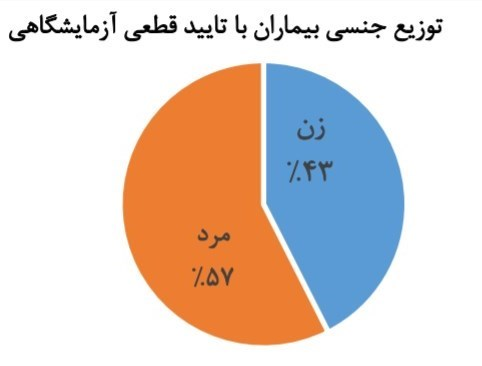 توزیع جنسی بیماران با تایید قطعی آزمایشگاهی
زن
٪۴۳
مرد
٪۵۷